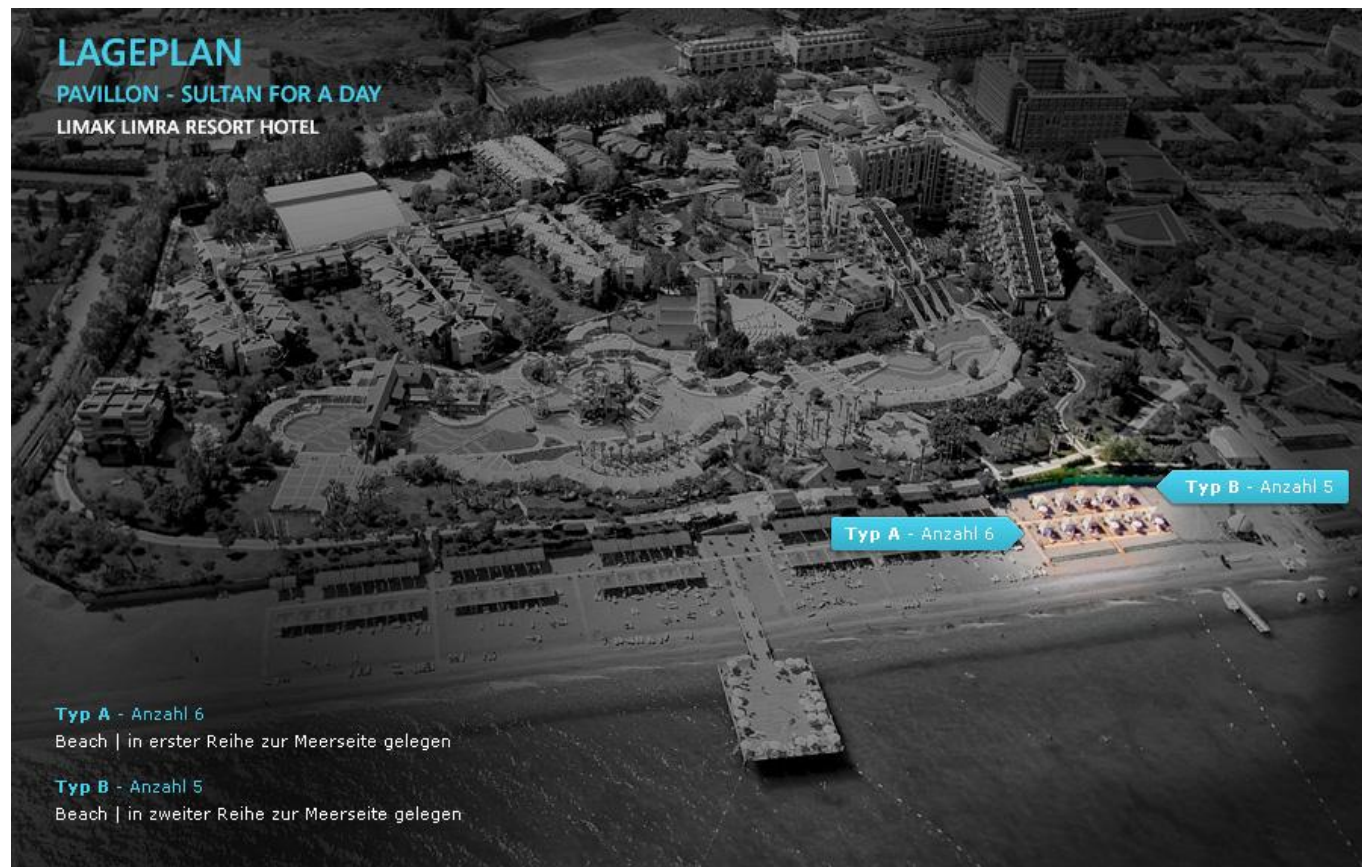 LAGEPLAN
PAVILLON - SULTAN FOR A DAY
LIMAK LIMRA RESORT HOTEL
Typ B - Anzahl 5
Typ A - Anzahl 6
Typ A - Anzahl 6
Beach | in erster Reihe zur Meerseite gelegen
Typ B - Anzahl 5
Beach | in zweiter Reihe zur Meerseite gelegen